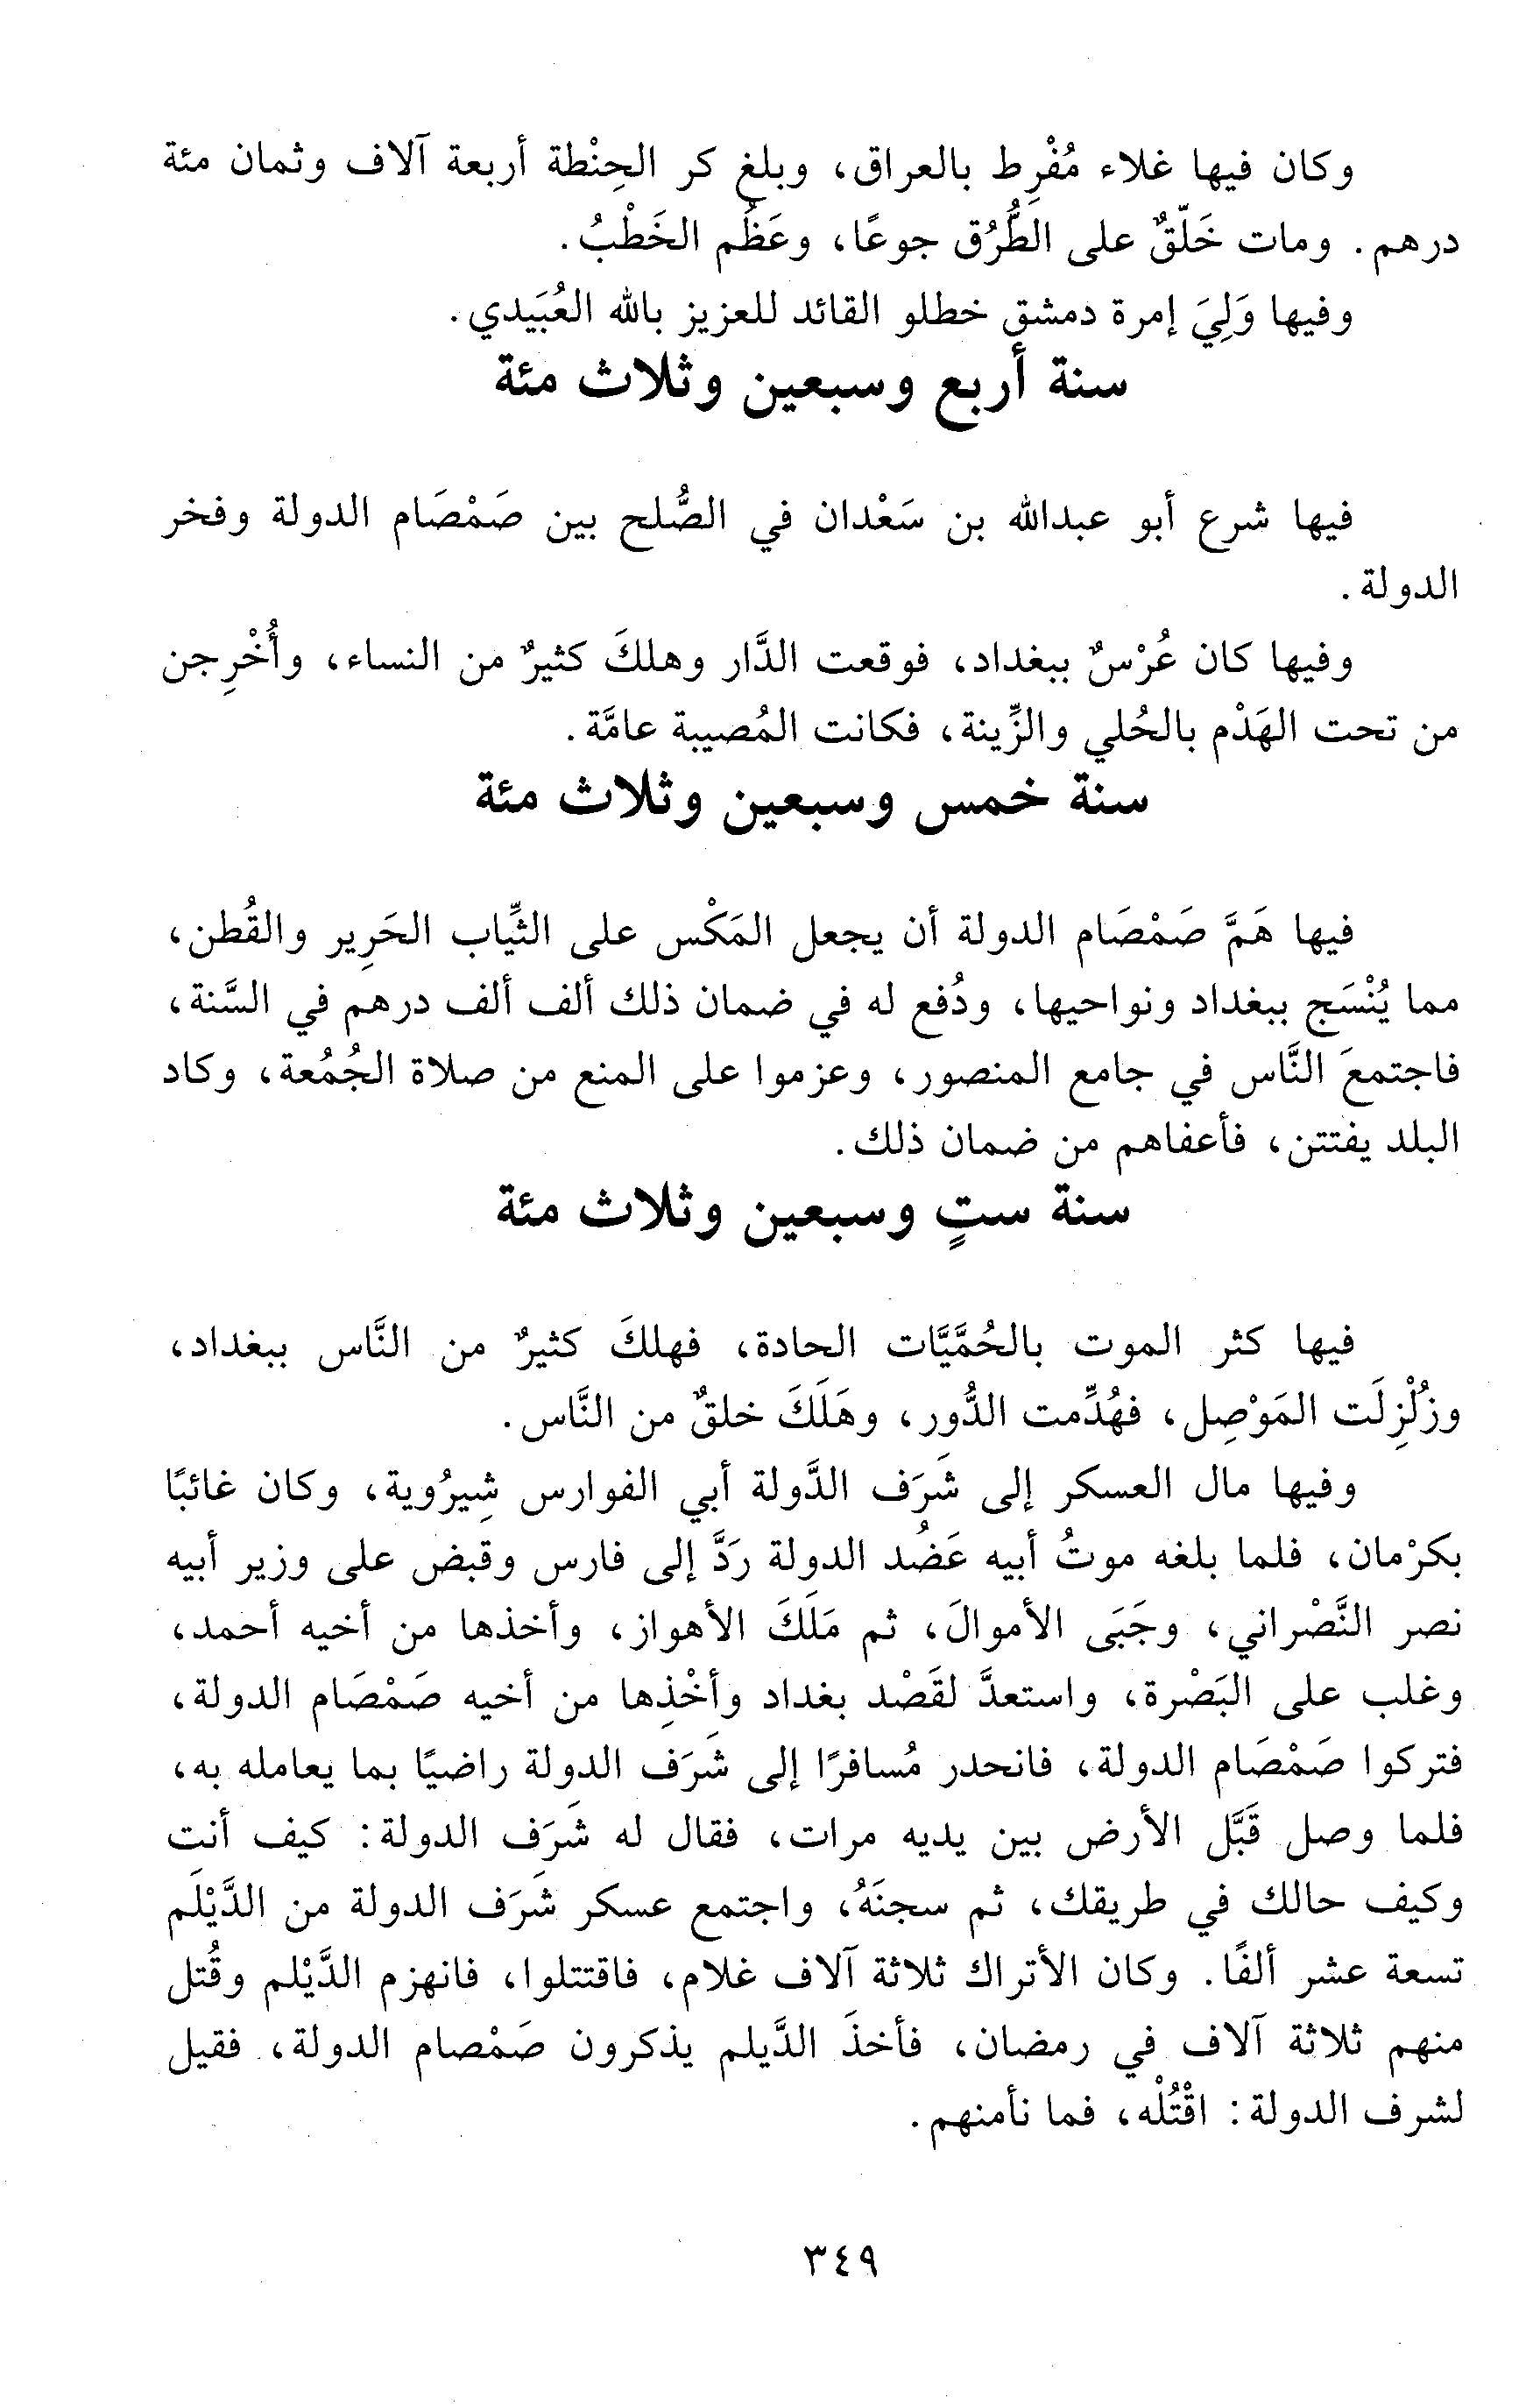 وكان فيها غلاء مُفْرِط بالعراق، وبلغ كر الحِنْطة أربعة آلاف وثمان مئة
درهم. ومات خَلّقٌ على الطُّرُق جوعًا، وعَظُم الخَطْبُ.
وفيها وَلِيَ إمرة دمشق خطلو القائد للعزيز بالله العُبَيدي.
سنة أربع وسبعين وثلاث مئة
فيها شرع أبو عبدالله بن سَعْدان في الصُّلح بين صَمْصَام الدولة وفخر
الدولة.
وفيها كان عُرْسٌ ببغداد، فوقعت الدَّار وهلكَ كثيرٌ من النساء، وأُخْرِجن
من تحت الهَدْم بالحُلي والزِّينة، فكانت المُصيبة عامَّة.
سنة خمس وسبعين وثلاث مئة
فيها هَمَّ صَمْصَام الدولة أن يجعل المَكْس على الثِّياب الحَرِير والقُطن،
مما يُنْسَج ببغداد ونواحيها، ودُفع له في ضمان ذلك ألف ألف درهم في السَّنة،
فاجتمعَ النَّاس في جامع المنصور، وعزموا على المنع من صلاة الجُمُعة، وكاد
البلد يفتتن، فأعفاهم من ضمان ذلك.
سنة ستٍ وسبعين وثلاث مئة
فيها كثر الموت بالحُمَّيَّات الحادة، فهلكَ كثيرٌ من النَّاس ببغداد،
وزُلْزِلَت المَوْصِل، فهُدِّمت الدُّور، وهَلَكَ خلقٌ من النَّاس.
وفيها مال العسكر إلى شَرَف الدَّولة أبي الفوارس شِيرُوية، وكان غائبًا
بكرْمان، فلما بلغه موتُ أبيه عَضُد الدولة رَدَّ إلى فارس وقبض على وزير أبيه
نصر النَّصْراني، وجَبَى الأموالَ، ثم مَلَكَ الأهواز، وأخذها من أخيه أحمد،
وغلب على البَصْرة، واستعدَّ لقَصْد بغداد وأخْذِها من أخيه صَمْصَام الدولة،
فتركوا صَمْصَام الدولة، فانحدر مُسافرًا إلى شَرَف الدولة راضيًا بما يعامله به،
فلما وصل قَبَّل الأرض بين يديه مرات، فقال له شَرَف الدولة: كيف أنت
وكيف حالك في طريقك، ثم سجنَهُ، واجتمع عسكر شَرَف الدولة من الدَّيْلَم
تسعة عشر ألفًا. وكان الأتراك ثلاثة آلاف غلام، فاقتتلوا، فانهزم الدَّيْلم وقُتل
منهم ثلاثة آلاف في رمضان، فأخذَ الدَّيلم يذكرون صَمْصام الدولة، فقيل
لشرف الدولة: اقْتُلْه، فما نأمنهم.
٣٤٩